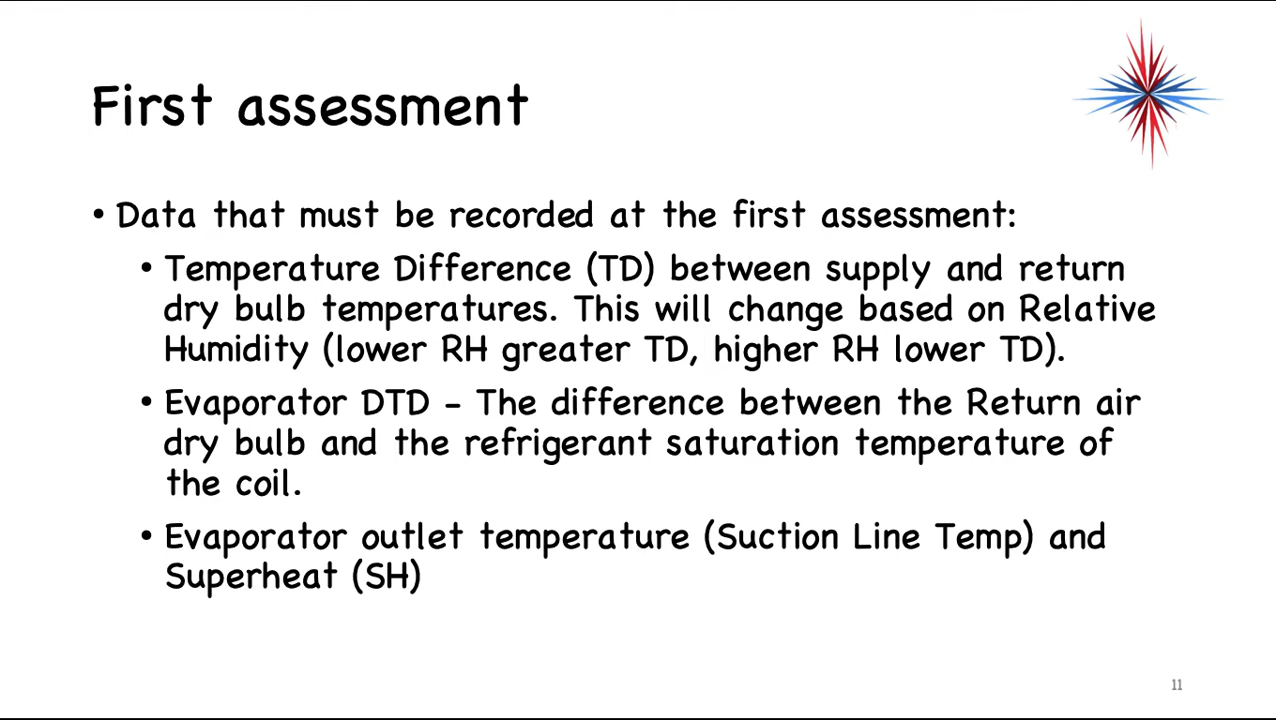 First assessment
• Data that must be recorded at the first assessment:
• Temperature Difference (TD) between supply and return
dry bulb temperatures. This will change based on Relative
Humidity (lower RH greater TD, higher RH lower TD).
• Evaporator DTD – The difference between the Return air
dry bulb and the refrigerant saturation temperature of
the coil.
• Evaporator outlet temperature (Suction Line Temp) and
Superheat (SH)
11